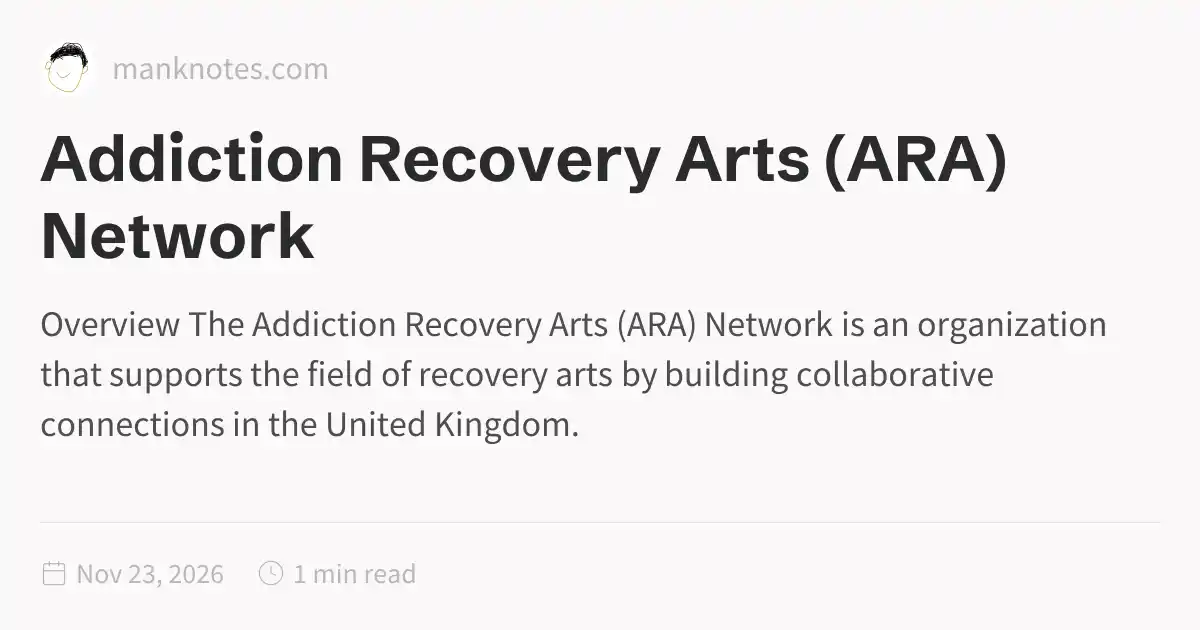 manknotes.com
Addiction Recovery Arts (ARA)
Network
Overview The Addiction Recovery Arts (ARA) Network is an organization
that supports the field of recovery arts by building collaborative
connections in the United Kingdom.
Nov 23, 2026
1 min read